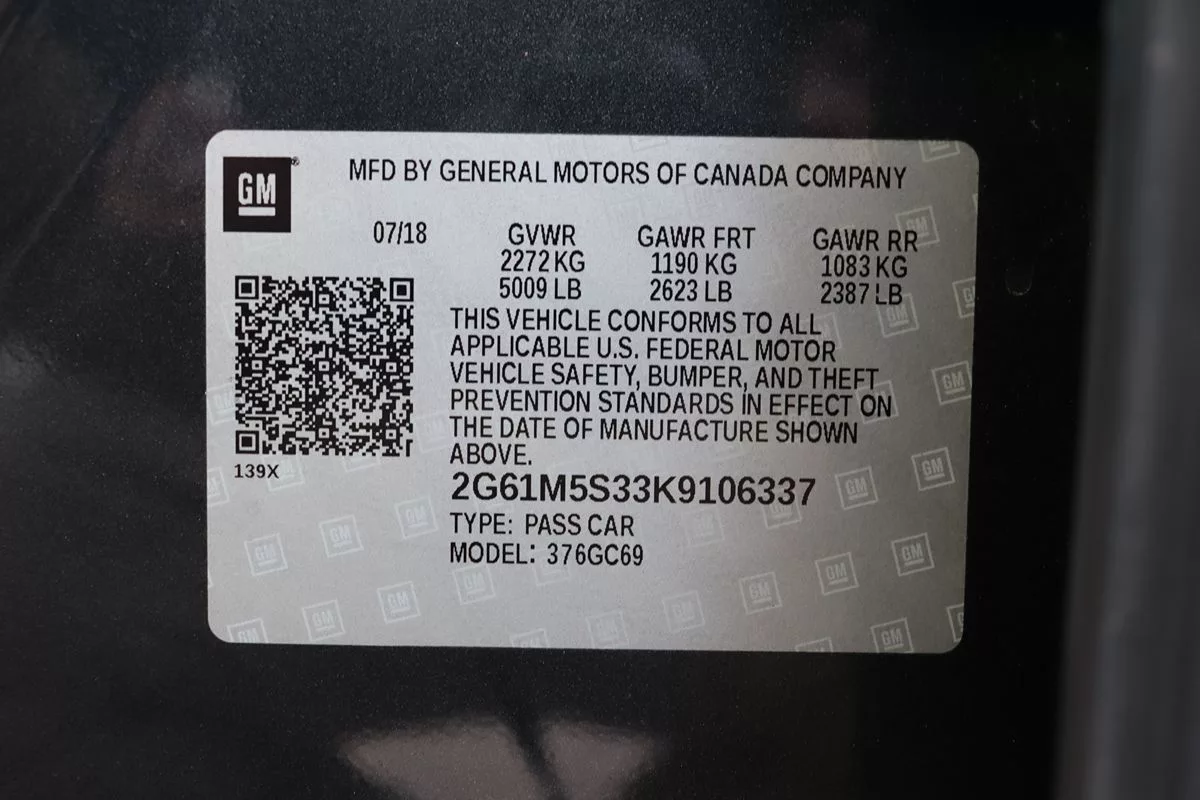 GM
MFD BY GENERAL MOTORS OF CANADA COMPANY
07/18 GVWR GAWR FRT GAWR RR
2272 KG 1190 KG 1083 KG
5009 LB 2623 LB 2387 LB
THIS VEHICLE CONFORMS TO ALL
APPLICABLE U.S. FEDERAL MOTOR
VEHICLE SAFETY, BUMPER, AND THEFT
PREVENTION STANDARDS IN EFFECT ON
THE DATE OF MANUFACTURE SHOWN
ABOVE.
139X
2G61M5S33K9106337
TYPE: PASS CAR
MODEL: 376GC69